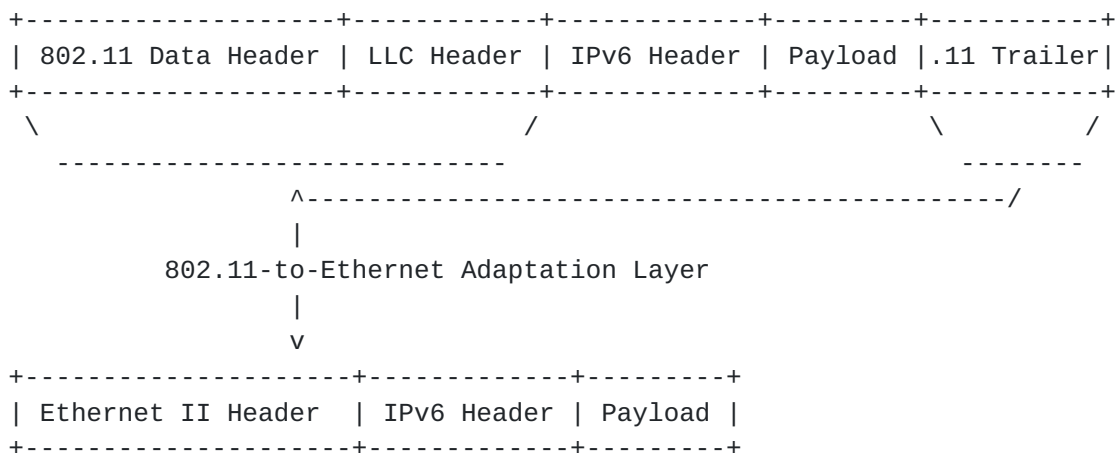 +--------------------+------------+-------------+---------+-----------+
| 802.11 Data Header | LLC Header | IPv6 Header | Payload |.11 Trailer|
+--------------------+------------+-------------+---------+-----------+
 \                               /                         \         /
   -----------------------------                             --------
                  ^---------------------------------------------/
                  |
          802.11-to-Ethernet Adaptation Layer
                  |
                  v
+---------------------+-------------+---------+
| Ethernet II Header  | IPv6 Header | Payload |
+---------------------+-------------+---------+